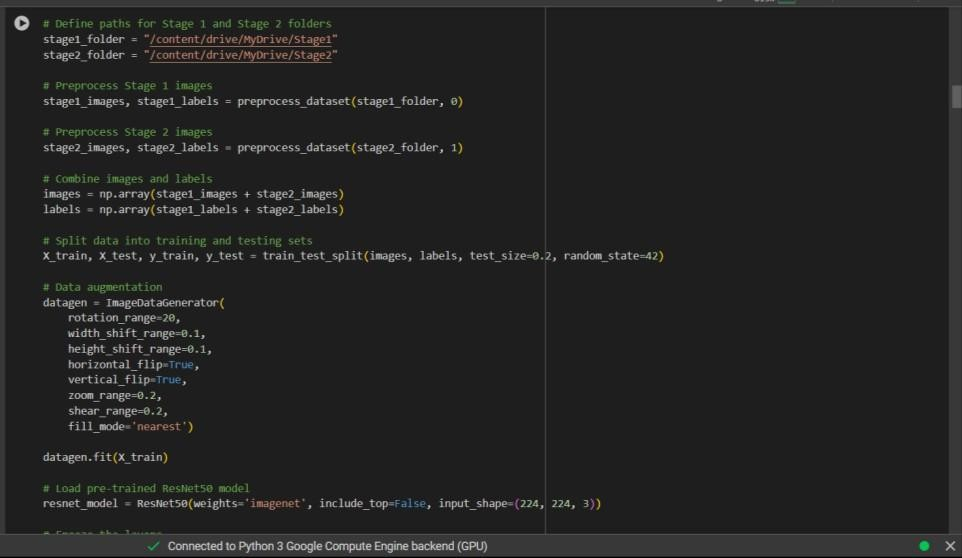 # Define paths for Stage 1 and Stage 2 folders
stage1_folder = "/content/drive/MyDrive/Stage1"
stage2_folder = "/content/drive/MyDrive/Stage2"
# Preprocess Stage 1 images
stage1_images, stage1_labels = preprocess_dataset(stage1_folder, 0)
# Preprocess Stage 2 images
stage2_images, stage2_labels = preprocess_dataset(stage2_folder, 1)
# Combine images and labels
images = np.array(stage1_images + stage2_images)
labels = np.array(stage1_labels + stage2_labels)
# Split data into training and testing sets
X_train, X_test, y_train, y_test = train_test_split(images, labels, test_size=0.2, random_state=42)
# Data augmentation
datagen = ImageDataGenerator(
    rotation_range=20,
    width_shift_range=0.1,
    height_shift_range=0.1,
    horizontal_flip=True,
    vertical_flip=True,
    zoom_range=0.2,
    shear_range=0.2,
    fill_mode='nearest')
datagen.fit(X_train)
# Load pre-trained ResNet50 model
resnet_model = ResNet50(weights='imagenet', include_top=False, input_shape=(224, 224, 3))
Connected to Python 3 Google Compute Engine backend (GPU)